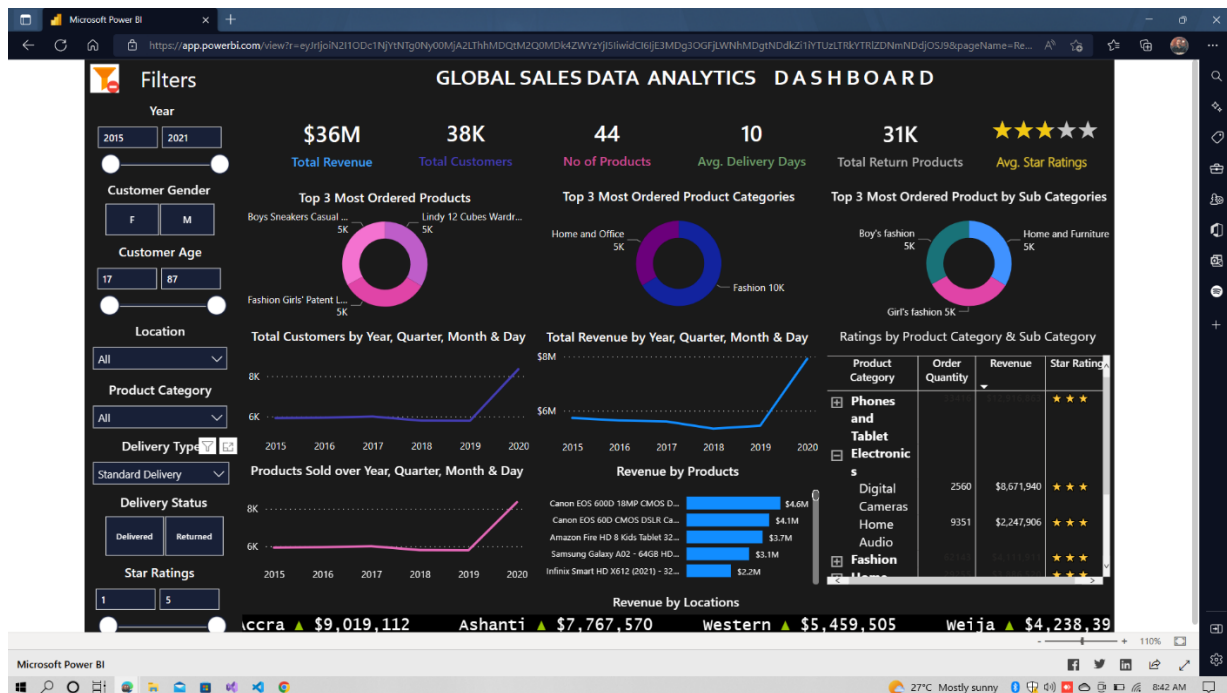 Microsoft Power BI
GLOBAL SALES DATA ANALYTICS DASHBOARD
Filters
Year
2015 2021
Customer Gender
F M
Customer Age
17 87
Location
All
Product Category
All
Delivery Type
Standard Delivery
Delivery Status
Delivered Returned
Star Ratings
1 5
$36M 38K 44 10 31K
Total Revenue Total Customers No of Products Avg. Delivery Days Total Return Products Avg. Star Ratings
Top 3 Most Ordered Products
Boys Sneakers Casual ...
5K
Lindy 12 Cubes Wardr...
5K
Fashion Girls' Patent L...
5K
Top 3 Most Ordered Product Categories
Home and Office
5K
Fashion 10K
Top 3 Most Ordered Product by Sub Categories
Boy's fashion
5K
Home and Furniture
5K
Girl's fashion 5K
Total Customers by Year, Quarter, Month & Day
8K
6K
2015 2016 2017 2018 2019 2020
Total Revenue by Year, Quarter, Month & Day
$8M
$6M
2015 2016 2017 2018 2019 2020
Ratings by Product Category & Sub Category
Product Category Order Quantity Revenue Star Rating
Phones
and
Tablet
Electronic
s
Digital 2560 $8,671,940
Cameras
Home 9351 $2,247,906
Audio
Fashion
Home
Products Sold over Year, Quarter, Month & Day
8K
6K
2015 2016 2017 2018 2019 2020
Revenue by Products
Canon EOS 600D 18MP CMOS D... $4.6M
Canon EOS 60D CMOS DSLR Ca... $4.1M
Amazon Fire HD 8 Kids Tablet 32... $3.7M
Samsung Galaxy A02 - 64GB HD... $3.1M
Infinix Smart HD X612 (2021) - 32... $2.2M
Revenue by Locations
Accra ▲ $9,019,112 Ashanti ▲ $7,767,570 Western ▲ $5,459,505 Weija ▲ $4,238,39
110%
Microsoft Power BI
27°C Mostly sunny 8:42 AM